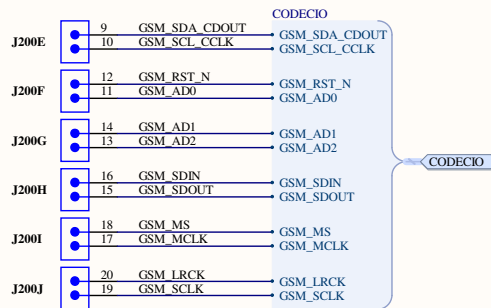 CODECIO
9 GSM_SDA_CDOUT GSM_SDA_CDOUT
J200E 10 GSM_SCL_CCLK GSM_SCL_CCLK
12 GSM_RST_N GSM_RST_N
J200F 11 GSM_AD0 GSM_AD0
14 GSM_AD1 GSM_AD1
J200G 13 GSM_AD2 GSM_AD2
CODECIO
16 GSM_SDIN GSM_SDIN
J200H 15 GSM_SDOUT GSM_SDOUT
18 GSM_MS GSM_MS
J200I 17 GSM_MCLK GSM_MCLK
20 GSM_LRCK GSM_LRCK
J200J 19 GSM_SCLK GSM_SCLK